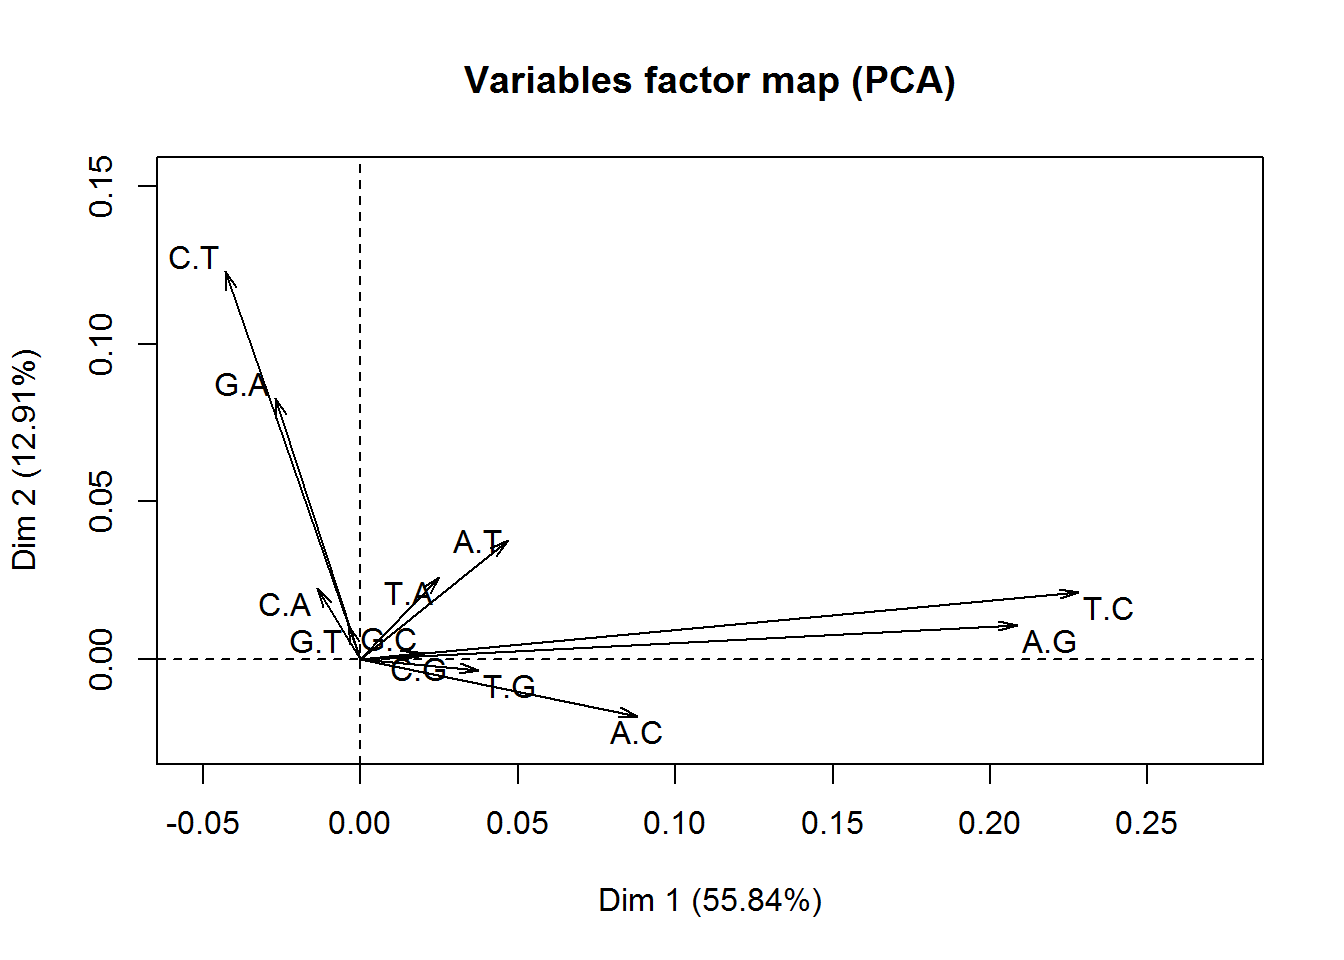 Variables factor map (PCA)
Dim 2 (12.91%)
0.15
0.10
0.05
0.00
C.T
G.A
A.T
T.A
C.A
T.C
G.T
G.C
A.G
C.G
T.G
A.C
-0.05
0.00
0.05
0.10
0.15
0.20
0.25
Dim 1 (55.84%)